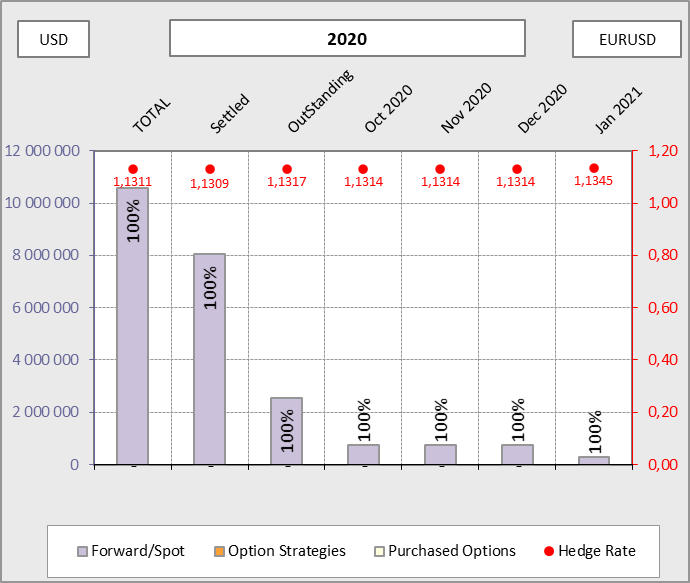 USD
2020
EURUSD
TOTAL
Settled
OutStanding
Oct 2020
Nov 2020
Dec 2020
Jan 2021
12 000 000
10 000 000
8 000 000
6 000 000
4 000 000
2 000 000
0
1,1311
1,1309
1,1317
1,1314
1,1314
1,1314
1,1345
100%
100%
100%
100%
100%
100%
100%
1,20
1,00
0,80
0,60
0,40
0,20
0,00
Forward/Spot
Option Strategies
Purchased Options
Hedge Rate